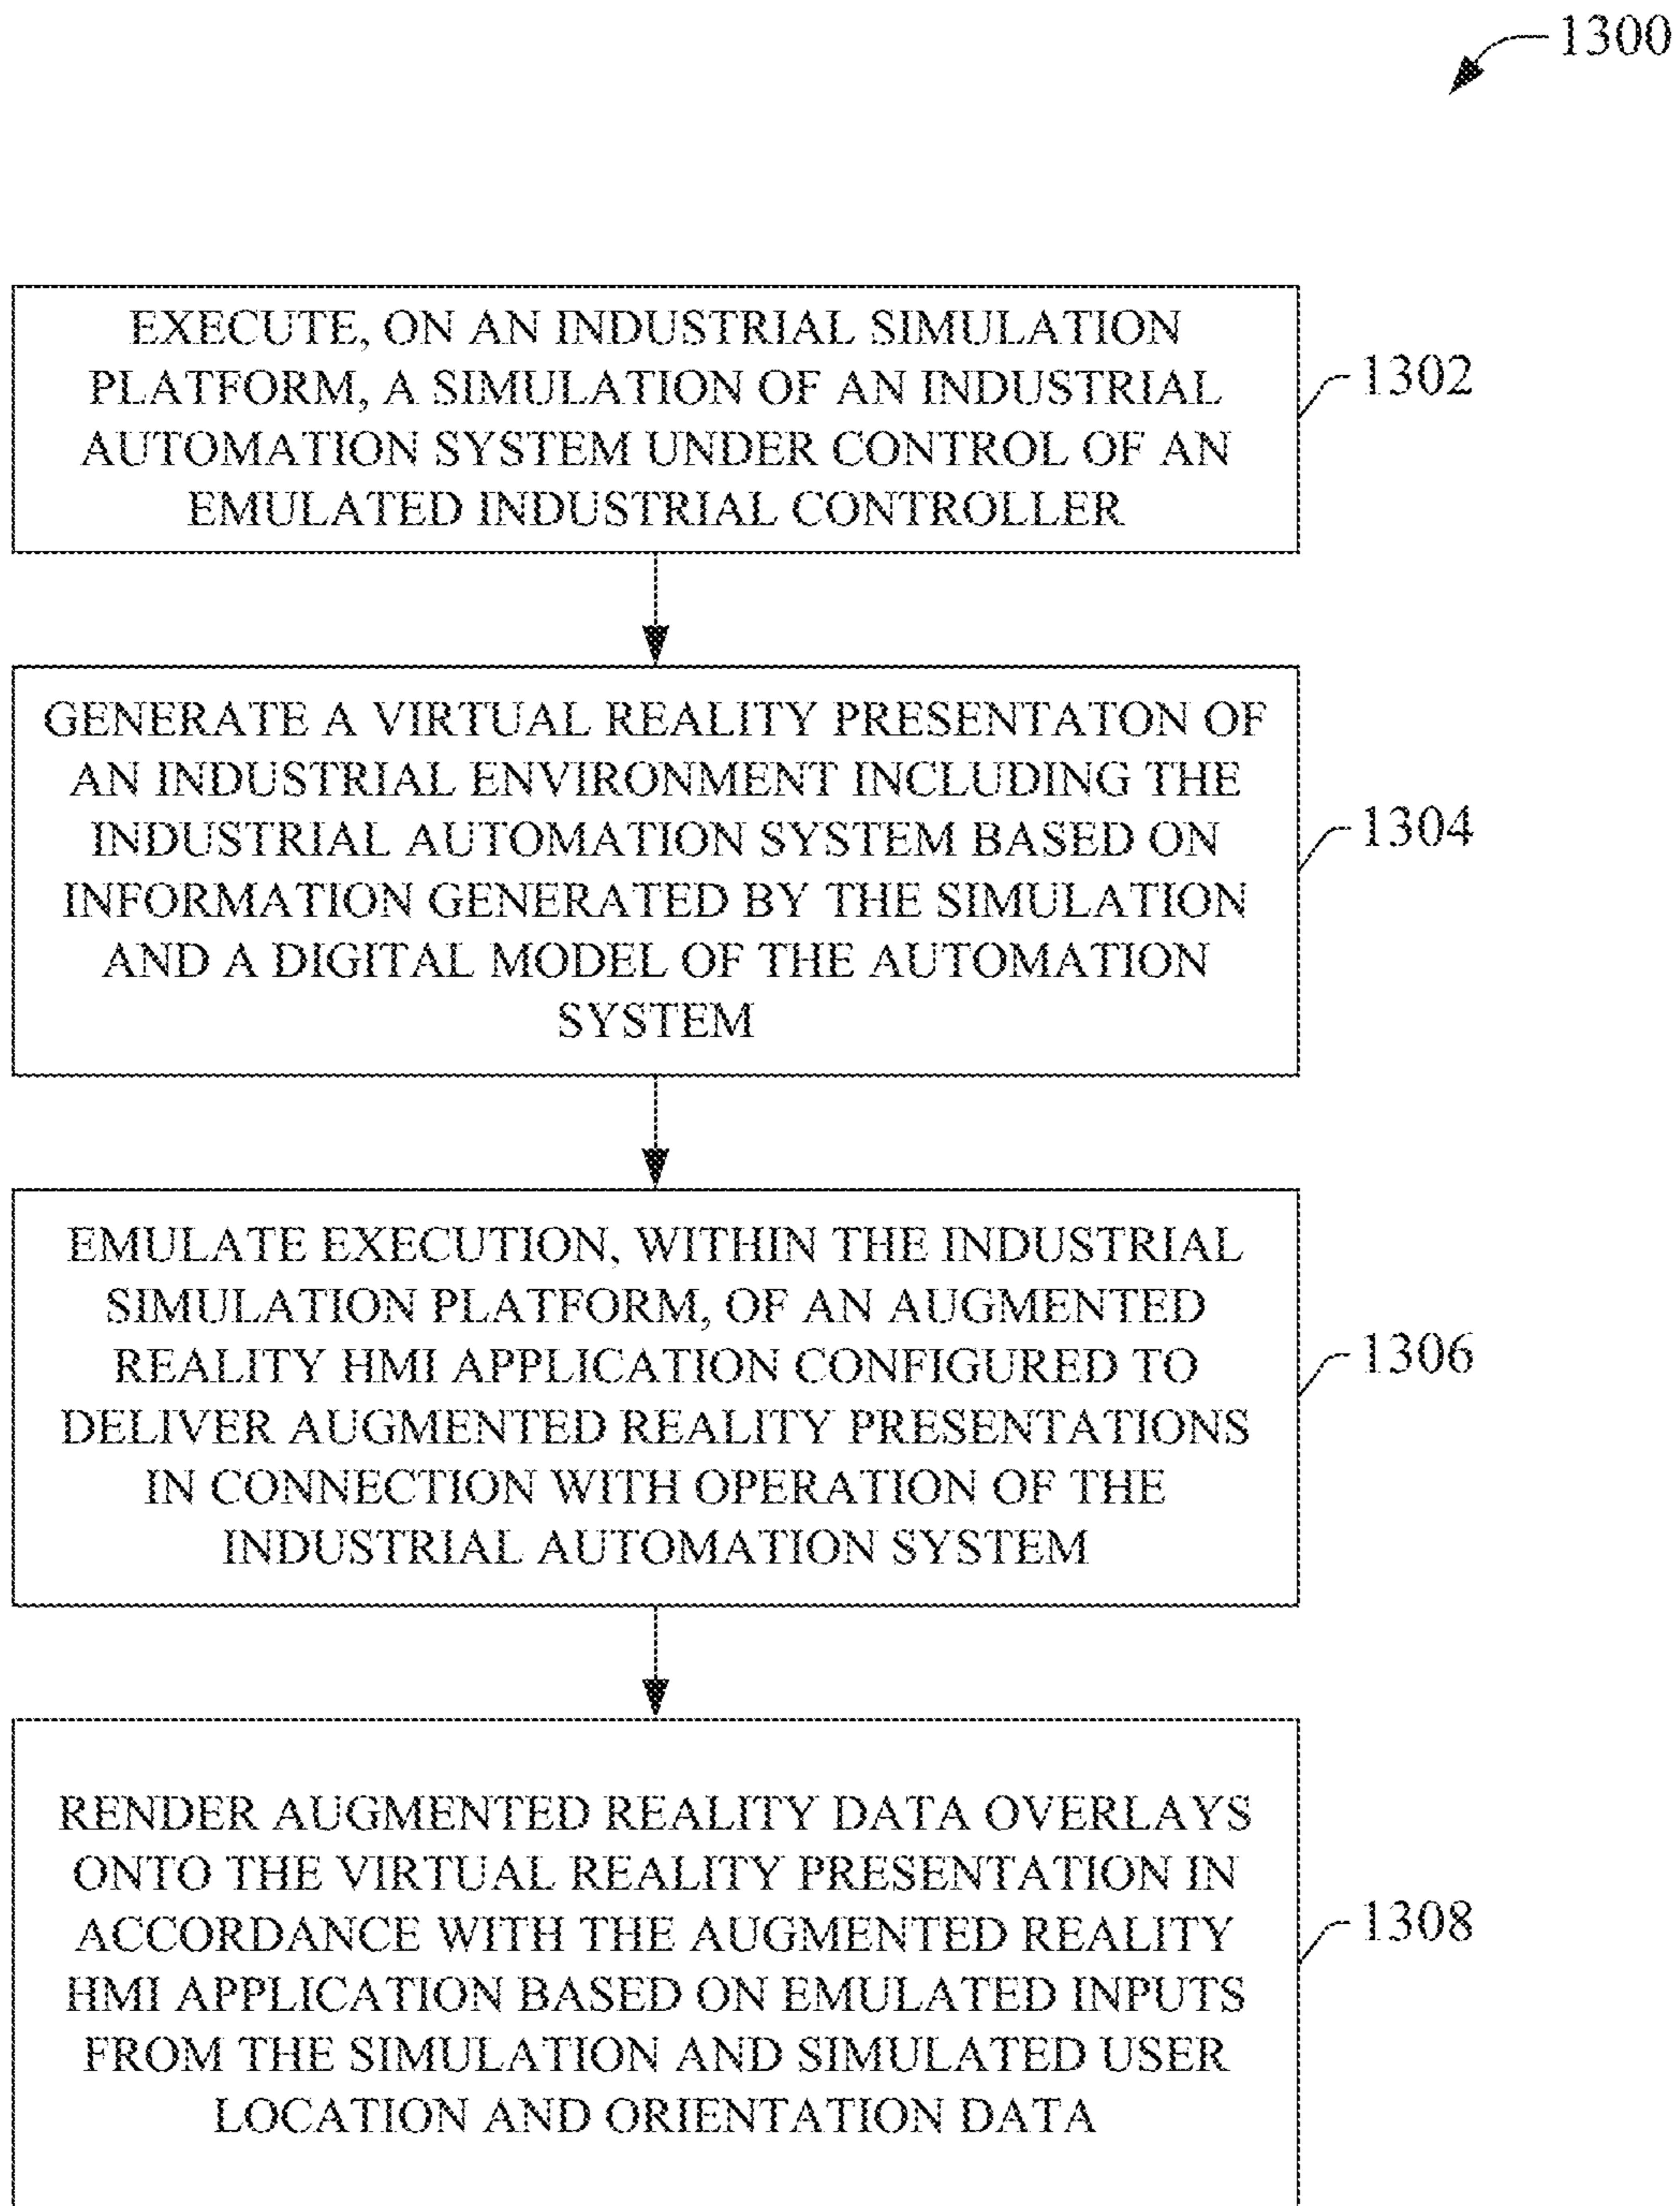 1300
EXECUTE, ON AN INDUSTRIAL SIMULATION
PLATFORM, A SIMULATION OF AN INDUSTRIAL
AUTOMATION SYSTEM UNDER CONTROL OF AN
EMULATED INDUSTRIAL CONTROLLER
1302
GENERATE A VIRTUAL REALITY PRESENTATON OF
AN INDUSTRIAL ENVIRONMENT INCLUDING THE
INDUSTRIAL AUTOMATION SYSTEM BASED ON
INFORMATION GENERATED BY THE SIMULATION
AND A DIGITAL MODEL OF THE AUTOMATION
SYSTEM
1304
EMULATE EXECUTION, WITHIN THE INDUSTRIAL
SIMULATION PLATFORM, OF AN AUGMENTED
REALITY HMI APPLICATION CONFIGURED TO
DELIVER AUGMENTED REALITY PRESENTATIONS
IN CONNECTION WITH OPERATION OF THE
INDUSTRIAL AUTOMATION SYSTEM
1306
RENDER AUGMENTED REALITY DATA OVERLAYS
ONTO THE VIRTUAL REALITY PRESENTATION IN
ACCORDANCE WITH THE AUGMENTED REALITY
HMI APPLICATION BASED ON EMULATED INPUTS
FROM THE SIMULATION AND SIMULATED USER
LOCATION AND ORIENTATION DATA
1308